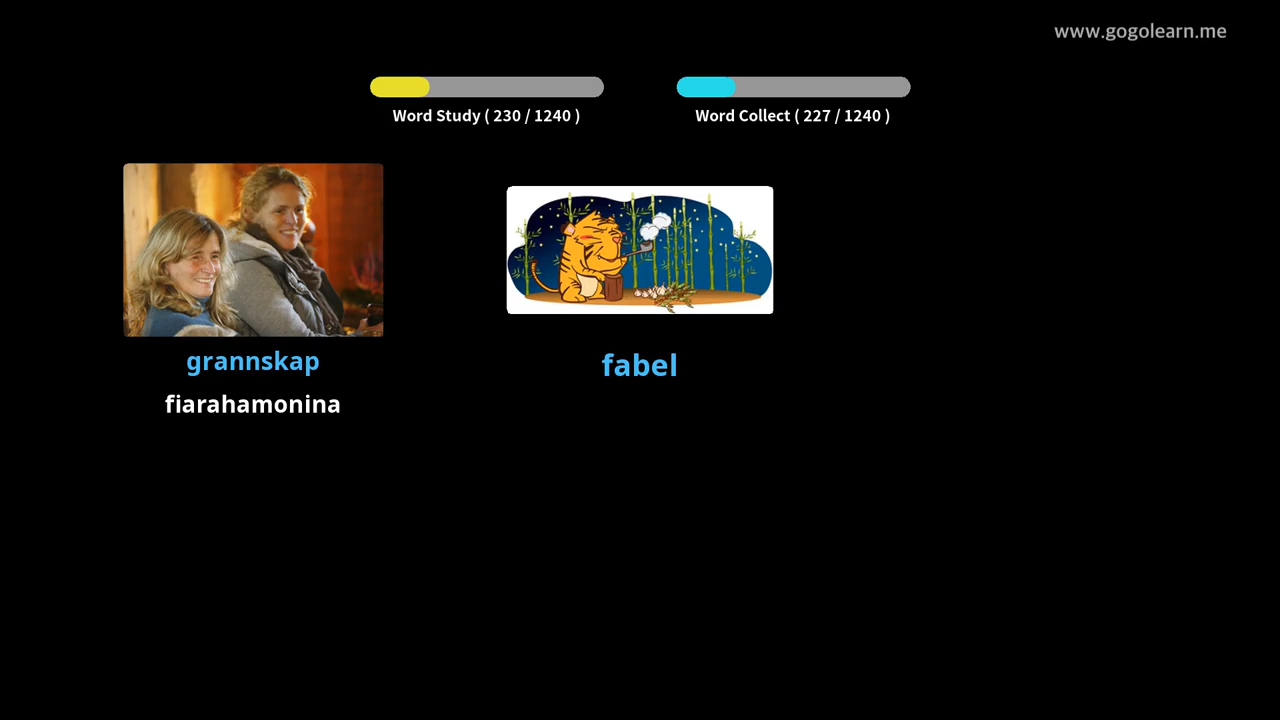 www.gogolearn.me
Word Study ( 230 / 1240 )
Word Collect ( 227 / 1240 )
grannskap
fiarahamonina
fabel